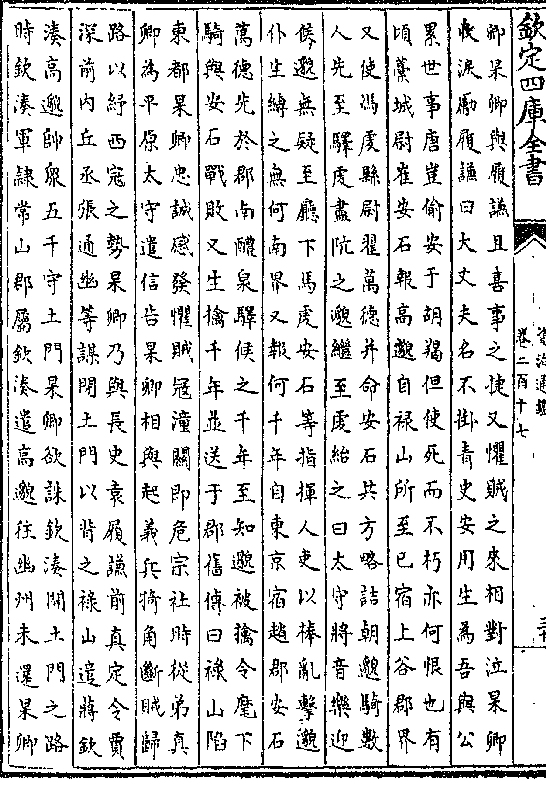 欽定四庫全書
資治通鑑
卷二百十七
卿杲卿與履謙且喜事之捷又懼賊之來相對泣杲卿
收淚勵履謙曰大丈夫名不掛青史安用生為吾與公
累世事唐豈偷安于胡羯但使死而不朽亦何恨也有
頃藁城尉崔安石報高邈自祿山所至已宿上谷郡界
又使馮虔縣尉翟萬德并命安石共方略詰朝邈騎數
人先至驛虔盡阬之邈繼至虔紿之曰太守將音樂迎
候邈無疑至廳下馬虔安石等指揮人吏以棒亂擊邈
仆生縛之無何南界又報何千年自東京宿趙郡安石
萬德先於郡南醴泉驛候之千年至知邈被擒令麾下
騎與安石戰敗又生擒千年並送于郡舊傳曰祿山陷
東都杲卿忠誠感發懼賊冦潼關即危宗社時從弟真
卿為平原太守遣信告杲卿相與起義兵犄角斷賊歸
路以紓西冦之勢杲卿乃與長史袁履謙前真定令賈
深前内丘丞張通幽等謀閉土門以背之祿山遣蔣欽
湊高邈帥衆五千守土門杲卿欲誅欽湊開土門之路
時欽湊軍隸常山郡屬欽湊遣高邈往幽州未還杲卿